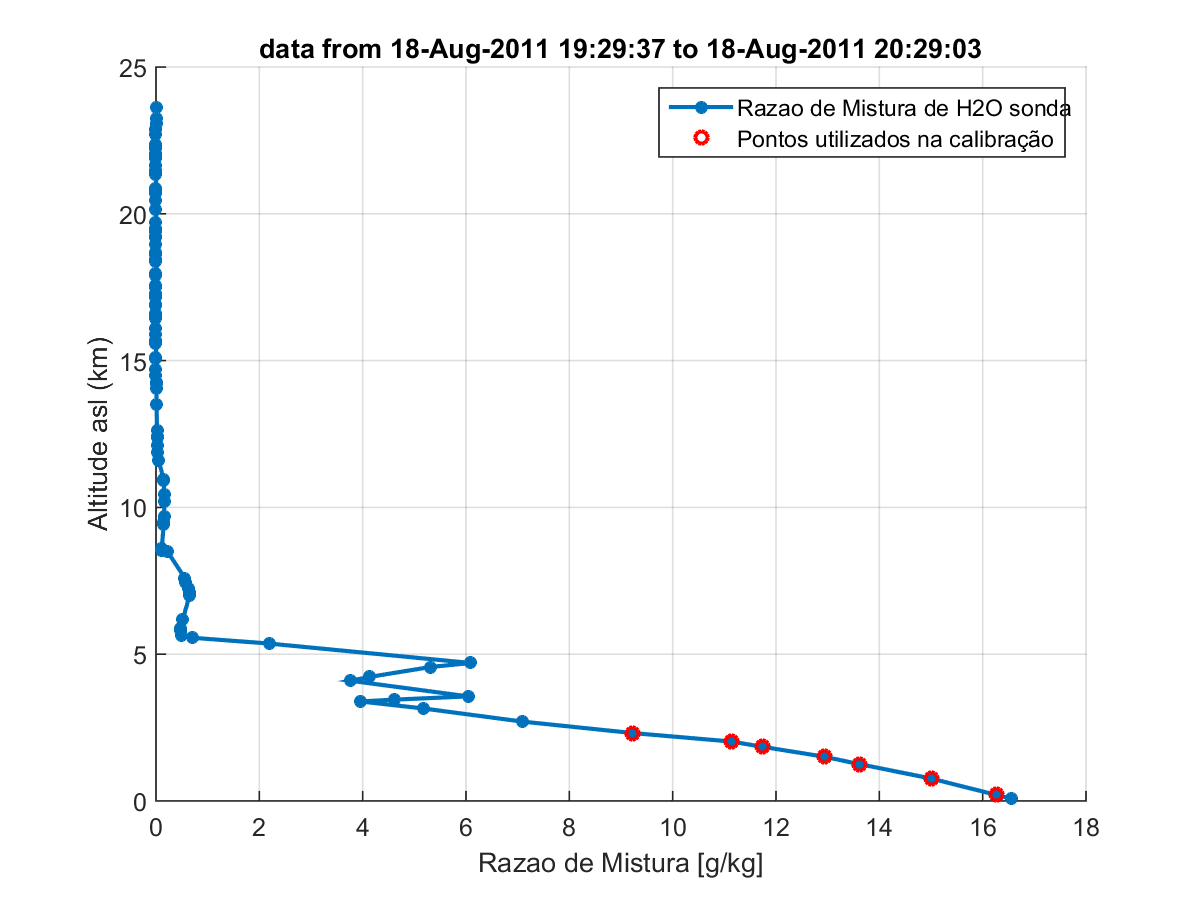 data from 18-Aug-2011 19:29:37 to 18-Aug-2011 20:29:03
Razao de Mistura de H2O sonda
Pontos utilizados na calibração
25
20
15
10
5
0
Altitude asl (km)
0 2 4 6 8 10 12 14 16 18
Razao de Mistura [g/kg]